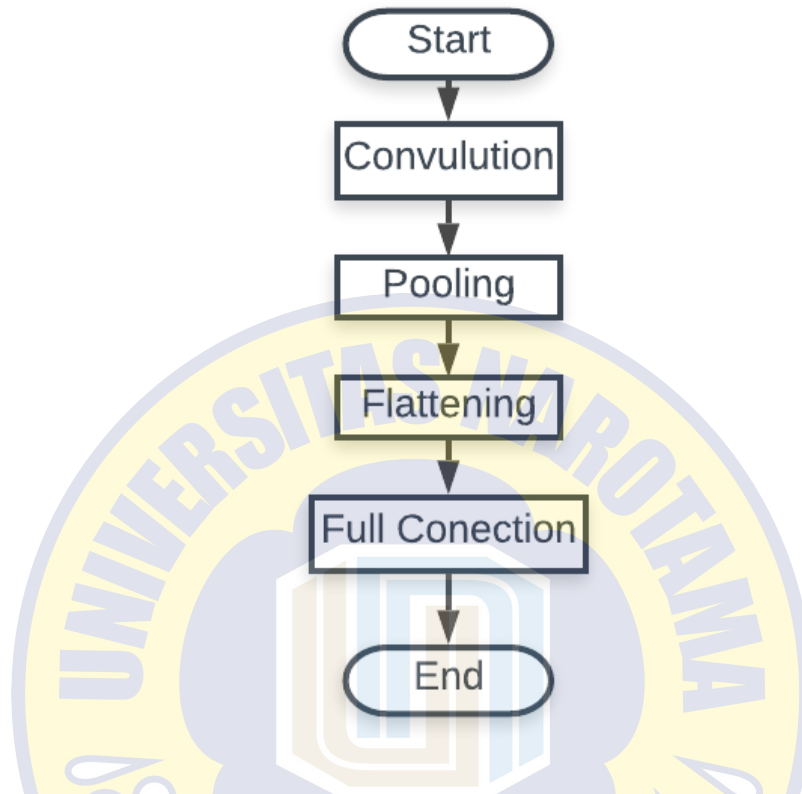 Start
Convulution
Pooling
Flattening
Full Conection
End
UNIVERSITAS NAROTAMA